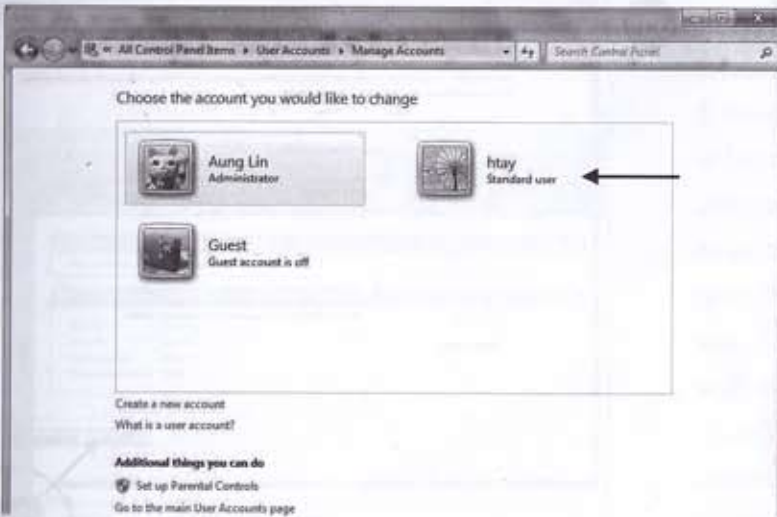 All Control Panel Items ▸ User Accounts ▸ Manage Accounts
Search Control Panel
Choose the account you would like to change
Aung Lin
Administrator
htay
Standard user
Guest
Guest account is off
Create a new account
What is a user account?
Additional things you can do
Set up Parental Controls
Go to the main User Accounts page